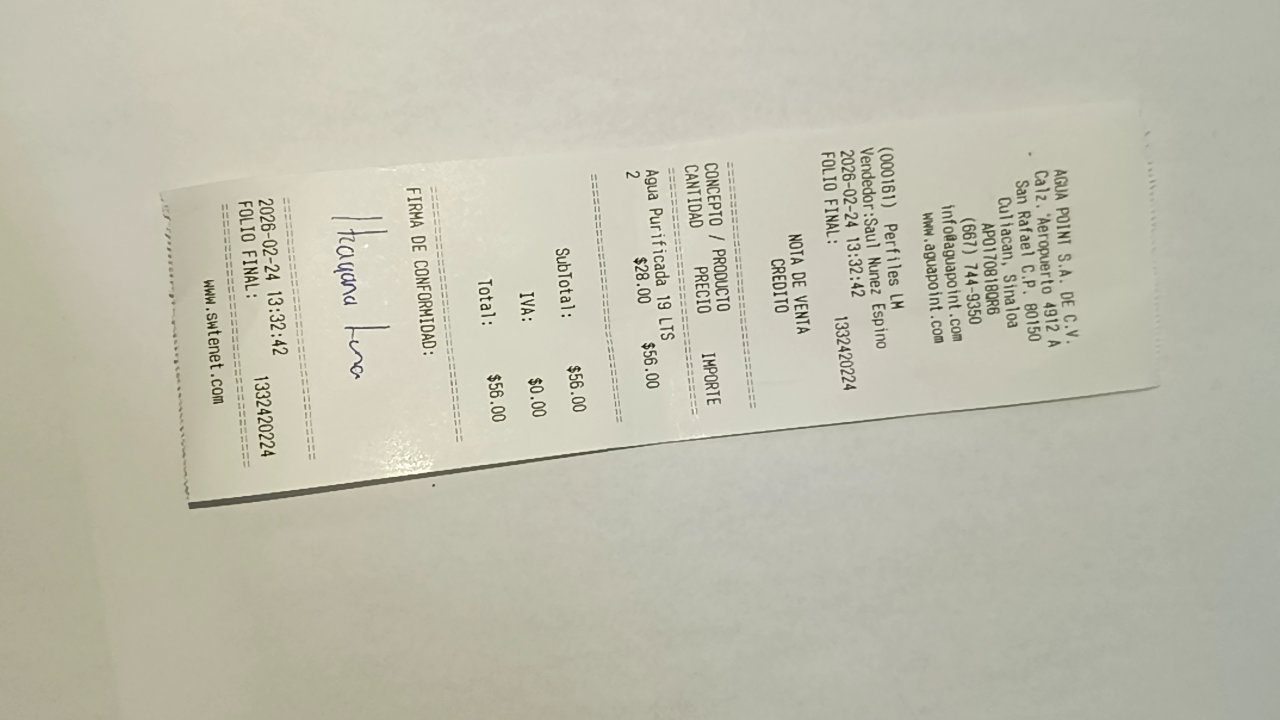 AGUA POINT S.A. DE C.V.
Calz. Aeropuerto 4912 A
San Rafael C.P. 80150
Culiacan, Sinaloa
APO170818QR6
(667) 744-9350
info@aguapoint.com
www.aguapoint.com
(000161) Perfiles LM
Vendedor:Saul Nunez Espino
2026-02-24 13:32:42
FOLIO FINAL: 1332420224
NOTA DE VENTA
CREDITO
==============================
CONCEPTO / PRODUCTO
CANTIDAD PRECIO IMPORTE
==============================
Agua Purificada 19 LTS
2 $28.00 $56.00
==============================
SubTotal: $56.00
IVA: $0.00
Total: $56.00
==============================
FIRMA DE CONFORMIDAD:
==============================
2026-02-24 13:32:42
FOLIO FINAL: 1332420224
==============================
www.swtenet.com